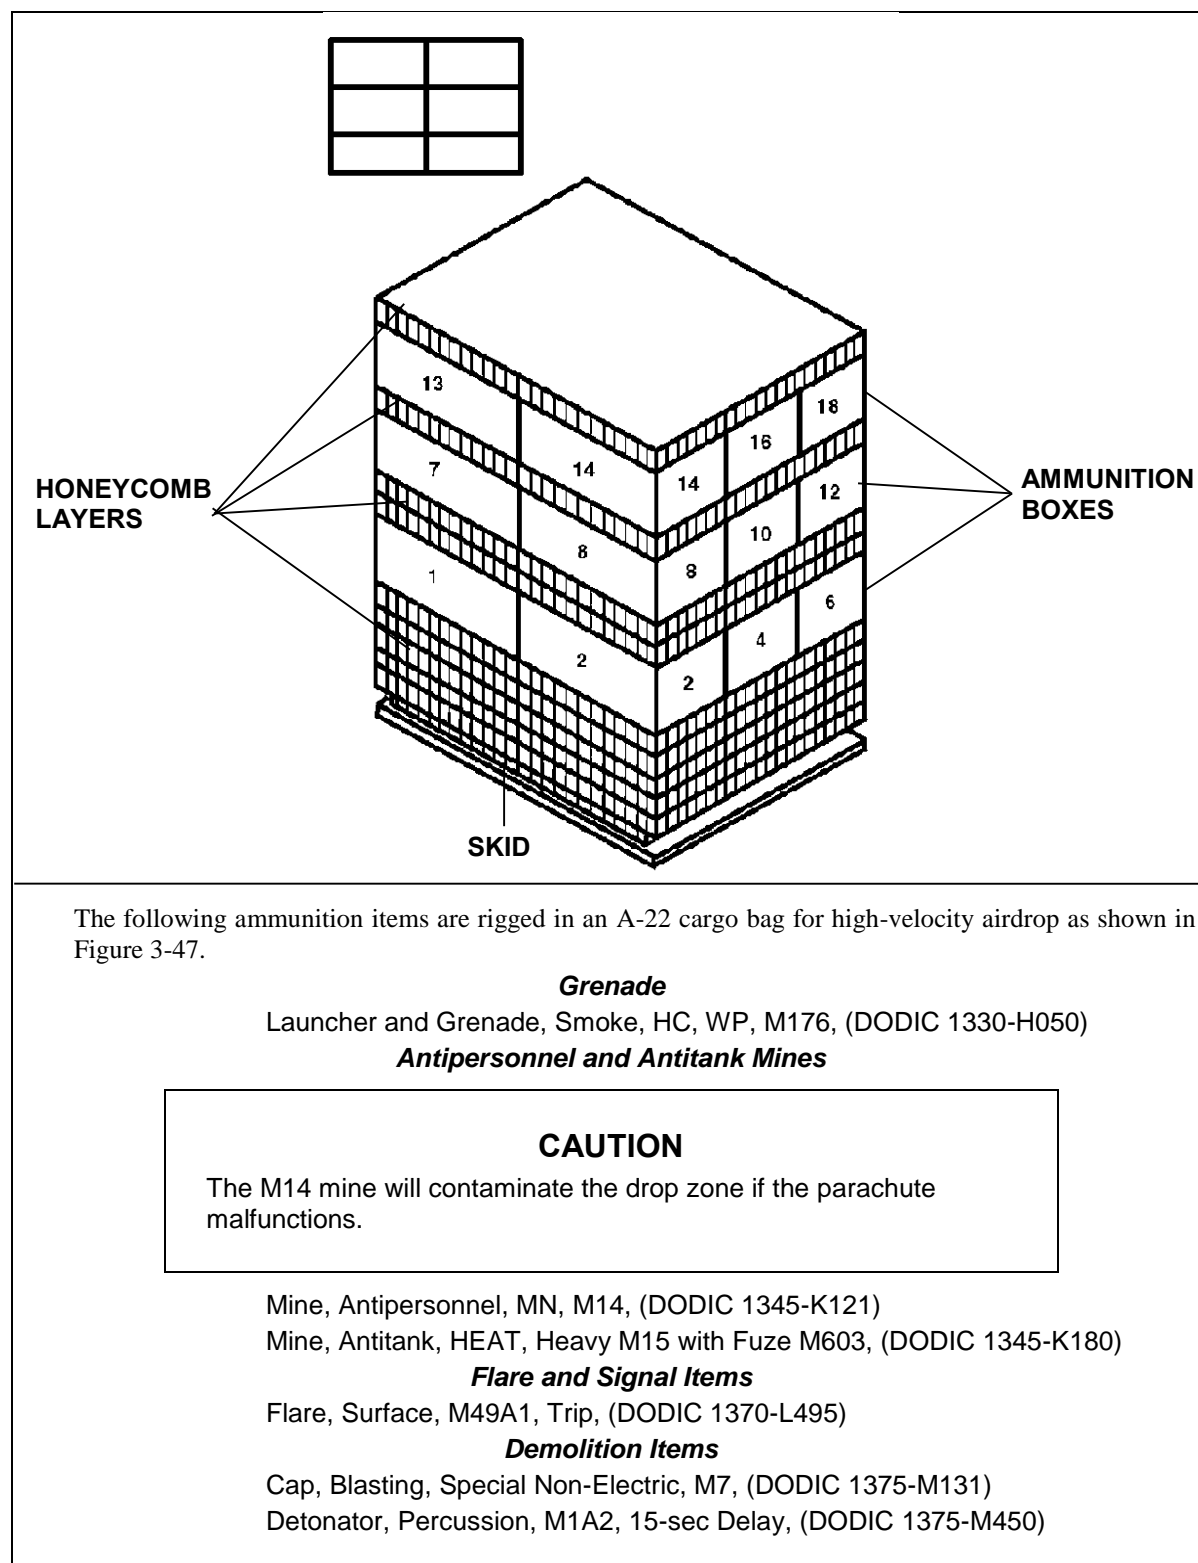 13
14
14
16
18
7
8
8
10
12
1
2
2
4
6
HONEYCOMB
LAYERS
AMMUNITION
BOXES
SKID
The following ammunition items are rigged in an A-22 cargo bag for high-velocity airdrop as shown in
Figure 3-47.
Grenade
Launcher and Grenade, Smoke, HC, WP, M176, (DODIC 1330-H050)
Antipersonnel and Antitank Mines
CAUTION
The M14 mine will contaminate the drop zone if the parachute
malfunctions.
Mine, Antipersonnel, MN, M14, (DODIC 1345-K121)
Mine, Antitank, HEAT, Heavy M15 with Fuze M603, (DODIC 1345-K180)
Flare and Signal Items
Flare, Surface, M49A1, Trip, (DODIC 1370-L495)
Demolition Items
Cap, Blasting, Special Non-Electric, M7, (DODIC 1375-M131)
Detonator, Percussion, M1A2, 15-sec Delay, (DODIC 1375-M450)